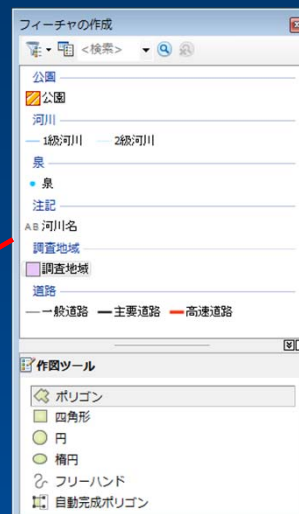 フィーチャの作成
<検索>
公園
公園
河川
1級河川 2級河川
泉
泉
注記
AB 河川名
調査地域
調査地域
道路
一般道路 主要道路 高速道路
作図ツール
ポリゴン
四角形
円
楕円
フリーハンド
自動完成ポリゴン